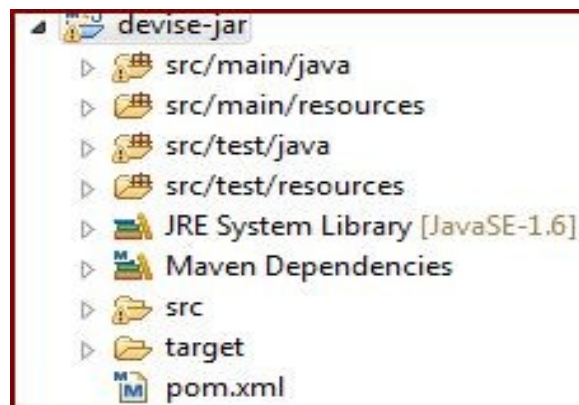 devise-jar
src/main/java
src/main/resources
src/test/java
src/test/resources
JRE System Library [JavaSE-1.6]
Maven Dependencies
src
target
pom.xml